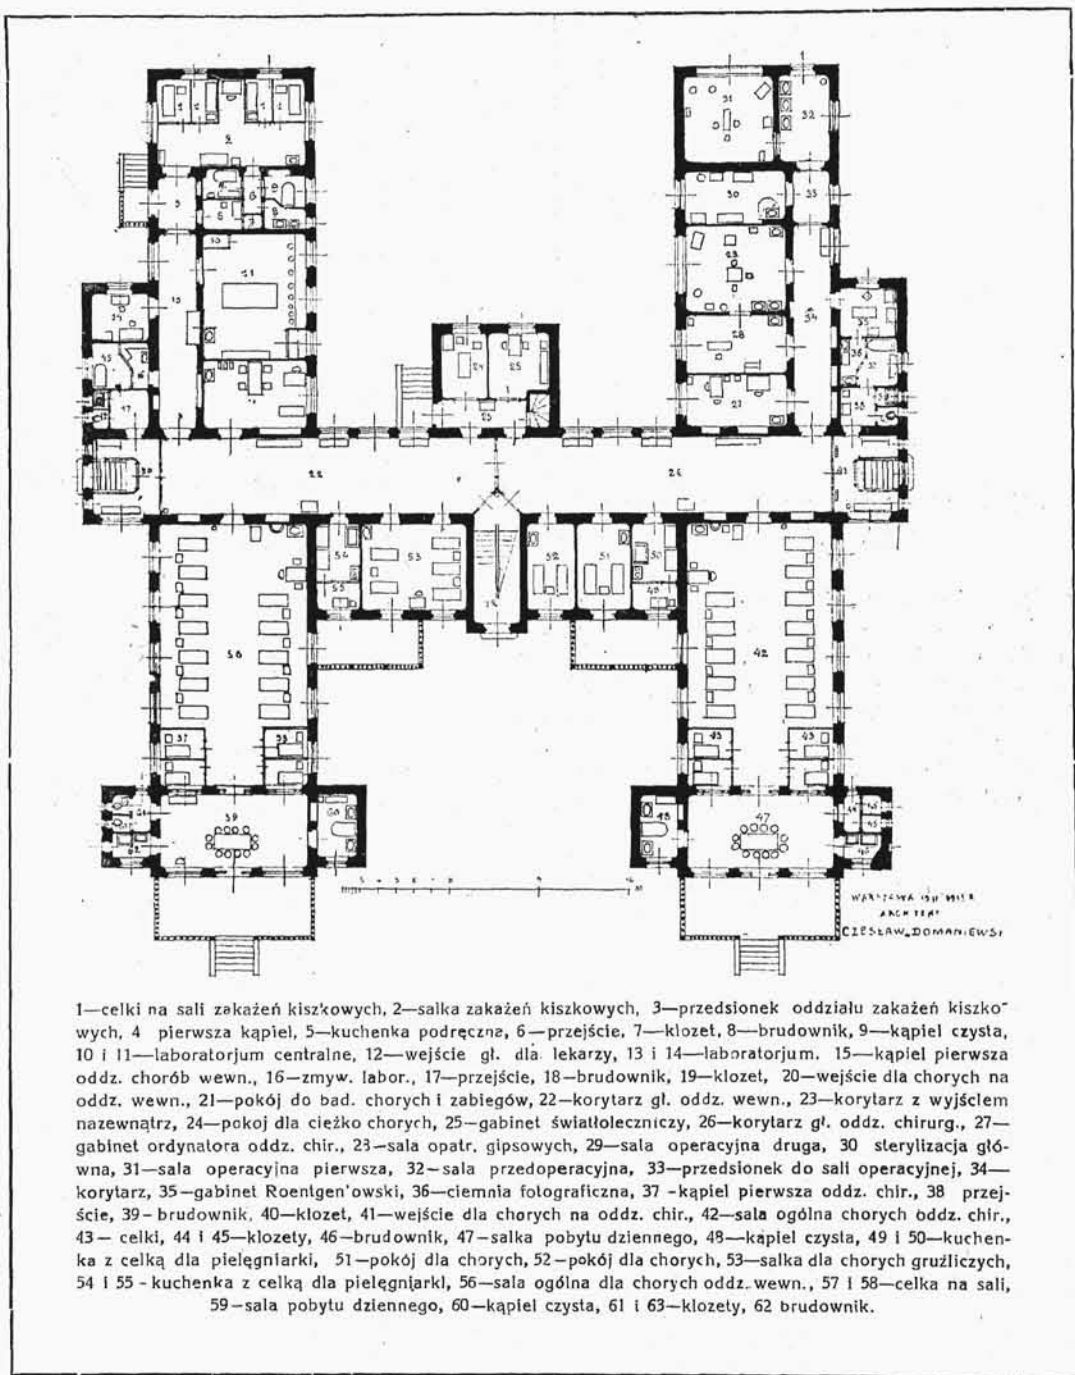 CZESŁAW DOMANIEWSKI
1—celki na sali zakażeń kiszkowych, 2—salka zakażeń kiszkowych, 3—przedsionek oddziału zakażeń kiszko-
wych, 4 pierwsza kąpiel, 5—kuchenka podręczna, 6—przejście, 7—klozet, 8—brudownik, 9—kąpiel czysta,
10 i 11—laboratorjum centralne, 12—wejście gł. dla lekarzy, 13 i 14—laboratorjum. 15—kąpiel pierwsza
oddz. chorób wewn., 16—zmyw. labor., 17—przejście, 18—brudownik, 19—klozet, 20—wejście dla chorych na
oddz. wewn., 21—pokój do bad. chorych i zabiegów, 22—korytarz gł. oddz. wewn., 23—korytarz z wyjściem
nazewnątrz, 24—pokoj dla ciężko chorych, 25—gabinet światłoleczniczy, 26—korytarz gł. oddz. chirurg., 27—
gabinet ordynatora oddz. chir., 23—sala opatr. gipsowych, 29—sala operacyjna druga, 30 sterylizacja głó-
wna, 31—sala operacyjna pierwsza, 32—sala przedoperacyjna, 33—przedsionek do sali operacyjnej, 34—
korytarz, 35—gabinet Roentgen'owski, 36—ciemnia fotograficzna, 37 -kąpiel pierwsza oddz. chir., 38 przej-
ście, 39-brudownik, 40—klozet, 41—wejście dla chorych na oddz. chir., 42—sala ogólna chorych oddz. chir.,
43— celki, 44 i 45—klozety, 46—brudownik, 47-salka pobytu dziennego, 48—kąpiel czysta, 49 i 50—kuchen-
ka z celką dla pielęgniarki, 51—pokój dla chorych, 52—pokój dla chorych, 53—salka dla chorych gruźliczych,
54 i 55 -kuchenka z celką dla pielęgniarki, 56—sala ogólna dla chorych oddz. wewn., 57 i 58—celka na sali,
59—sala pobytu dziennego, 60—kąpiel czysta, 61 i 63—klozety, 62 brudownik.